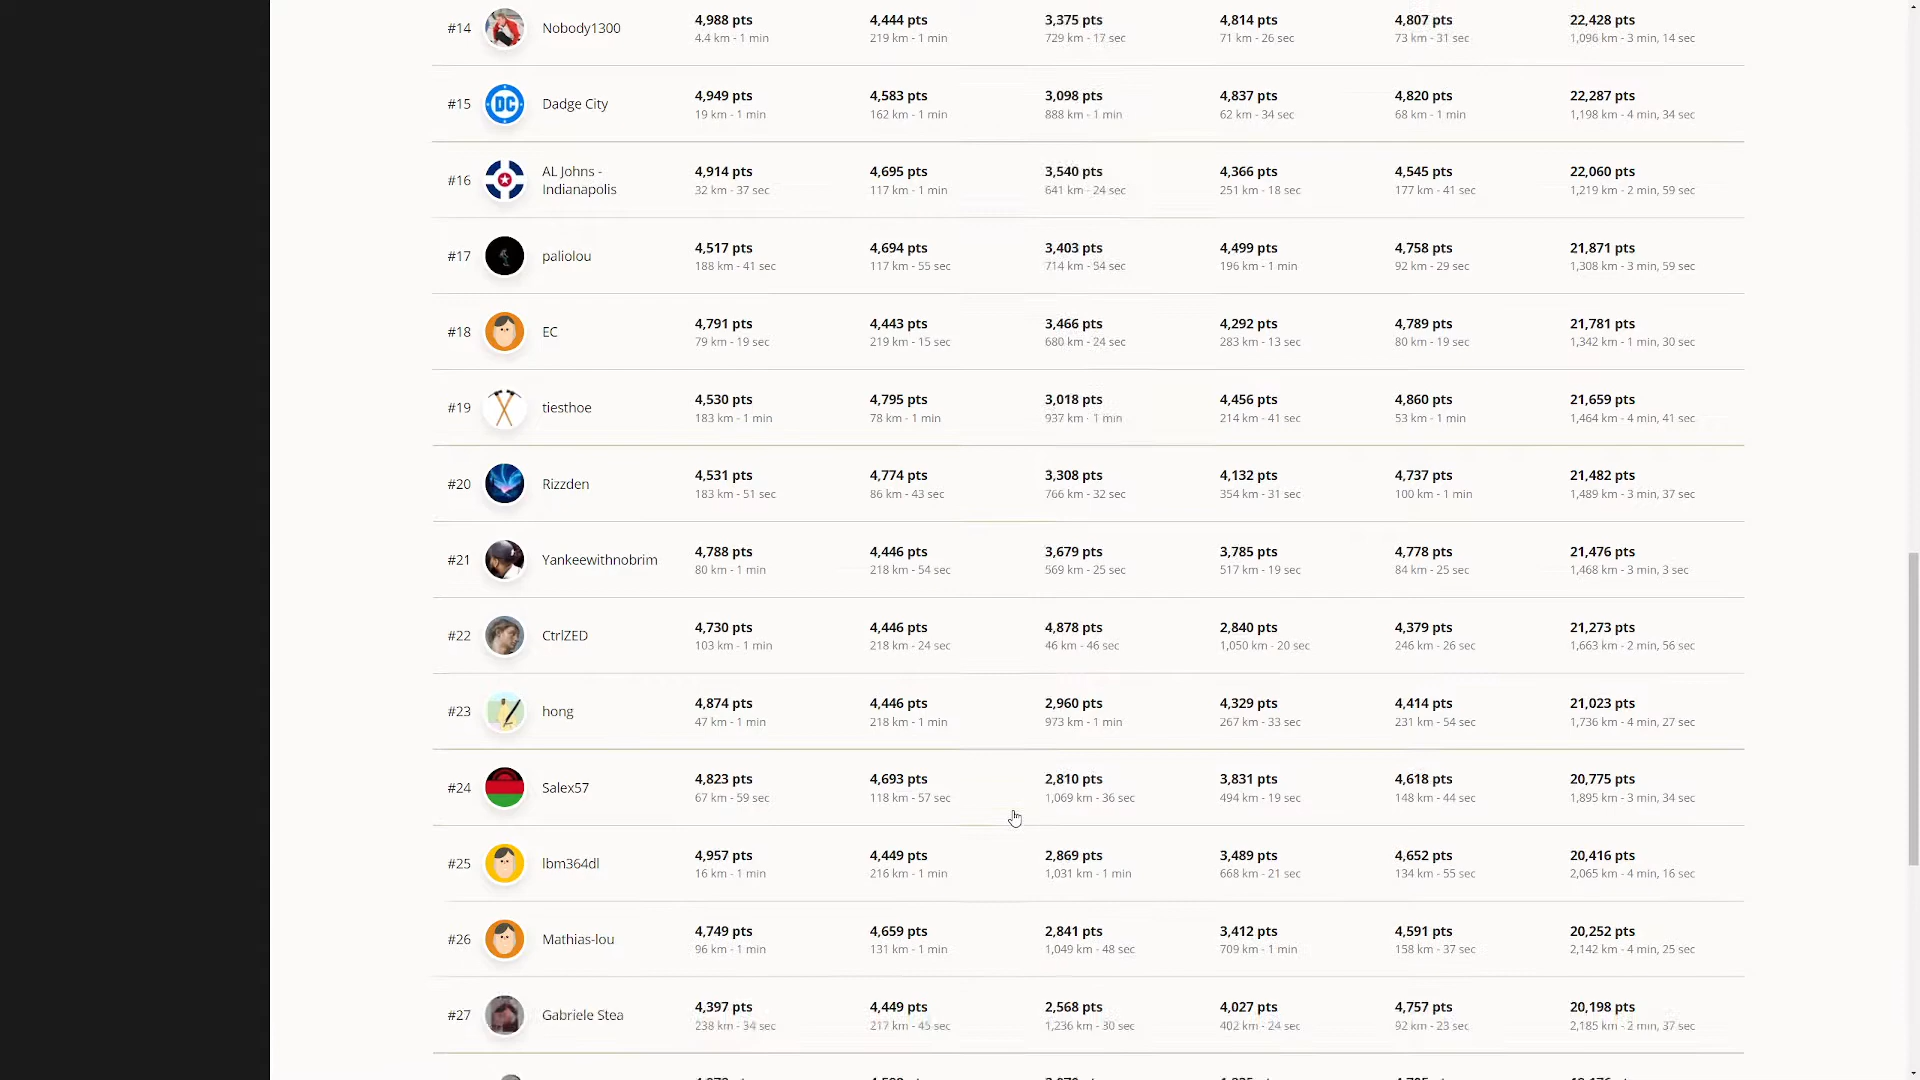 #14 Nobody1300 4,988 pts 4,444 pts 3,375 pts 4,814 pts 4,807 pts 22,428 pts
4.4 km - 1 min 219 km - 1 min 729 km - 17 sec 71 km - 26 sec 73 km - 31 sec 1,096 km - 3 min, 14 sec
#15 DC Dadge City 4,949 pts 4,583 pts 3,098 pts 4,837 pts 4,820 pts 22,287 pts
19 km - 1 min 162 km - 1 min 888 km - 1 min 62 km - 34 sec 68 km - 1 min 1,198 km - 4 min, 34 sec
#16 AL Johns - Indianapolis 4,914 pts 4,695 pts 3,540 pts 4,366 pts 4,545 pts 22,060 pts
32 km - 37 sec 117 km - 1 min 641 km - 24 sec 251 km - 18 sec 177 km - 41 sec 1,219 km - 2 min, 59 sec
#17 paliolou 4,517 pts 4,694 pts 3,403 pts 4,499 pts 4,758 pts 21,871 pts
188 km - 41 sec 117 km - 55 sec 714 km - 54 sec 196 km - 1 min 92 km - 29 sec 1,308 km - 3 min, 59 sec
#18 EC 4,791 pts 4,443 pts 3,466 pts 4,292 pts 4,789 pts 21,781 pts
79 km - 19 sec 219 km - 15 sec 680 km - 24 sec 283 km - 13 sec 80 km - 19 sec 1,342 km - 1 min, 30 sec
#19 tiesthoe 4,530 pts 4,795 pts 3,018 pts 4,456 pts 4,860 pts 21,659 pts
183 km - 1 min 78 km - 1 min 937 km - 1 min 214 km - 41 sec 53 km - 1 min 1,464 km - 4 min, 41 sec
#20 Rizzden 4,531 pts 4,774 pts 3,308 pts 4,132 pts 4,737 pts 21,482 pts
183 km - 51 sec 86 km - 43 sec 766 km - 32 sec 354 km - 31 sec 100 km - 1 min 1,489 km - 3 min, 37 sec
#21 Yankeewithnobrim 4,788 pts 4,446 pts 3,679 pts 3,785 pts 4,778 pts 21,476 pts
80 km - 1 min 218 km - 54 sec 569 km - 25 sec 517 km - 19 sec 84 km - 25 sec 1,468 km - 3 min, 3 sec
#22 CtrlZED 4,730 pts 4,446 pts 4,878 pts 2,840 pts 4,379 pts 21,273 pts
103 km - 1 min 218 km - 24 sec 46 km - 46 sec 1,050 km - 20 sec 246 km - 26 sec 1,663 km - 2 min, 56 sec
#23 hong 4,874 pts 4,446 pts 2,960 pts 4,329 pts 4,414 pts 21,023 pts
47 km - 1 min 218 km - 1 min 973 km - 1 min 267 km - 33 sec 231 km - 54 sec 1,736 km - 4 min, 27 sec
#24 Salex57 4,823 pts 4,693 pts 2,810 pts 3,831 pts 4,618 pts 20,775 pts
67 km - 59 sec 118 km - 57 sec 1,069 km - 36 sec 494 km - 19 sec 148 km - 44 sec 1,895 km - 3 min, 34 sec
#25 lbm364dl 4,957 pts 4,449 pts 2,869 pts 3,489 pts 4,652 pts 20,416 pts
16 km - 1 min 216 km - 1 min 1,031 km - 1 min 668 km - 21 sec 134 km - 55 sec 2,065 km - 4 min, 16 sec
#26 Mathias-lou 4,749 pts 4,659 pts 2,841 pts 3,412 pts 4,591 pts 20,252 pts
96 km - 1 min 131 km - 1 min 1,049 km - 48 sec 709 km - 1 min 158 km - 37 sec 2,142 km - 4 min, 25 sec
#27 Gabriele Stea 4,397 pts 4,449 pts 2,568 pts 4,027 pts 4,757 pts 20,198 pts
238 km - 34 sec 217 km - 45 sec 1,236 km - 30 sec 402 km - 24 sec 92 km - 23 sec 2,185 km - 2 min, 37 sec